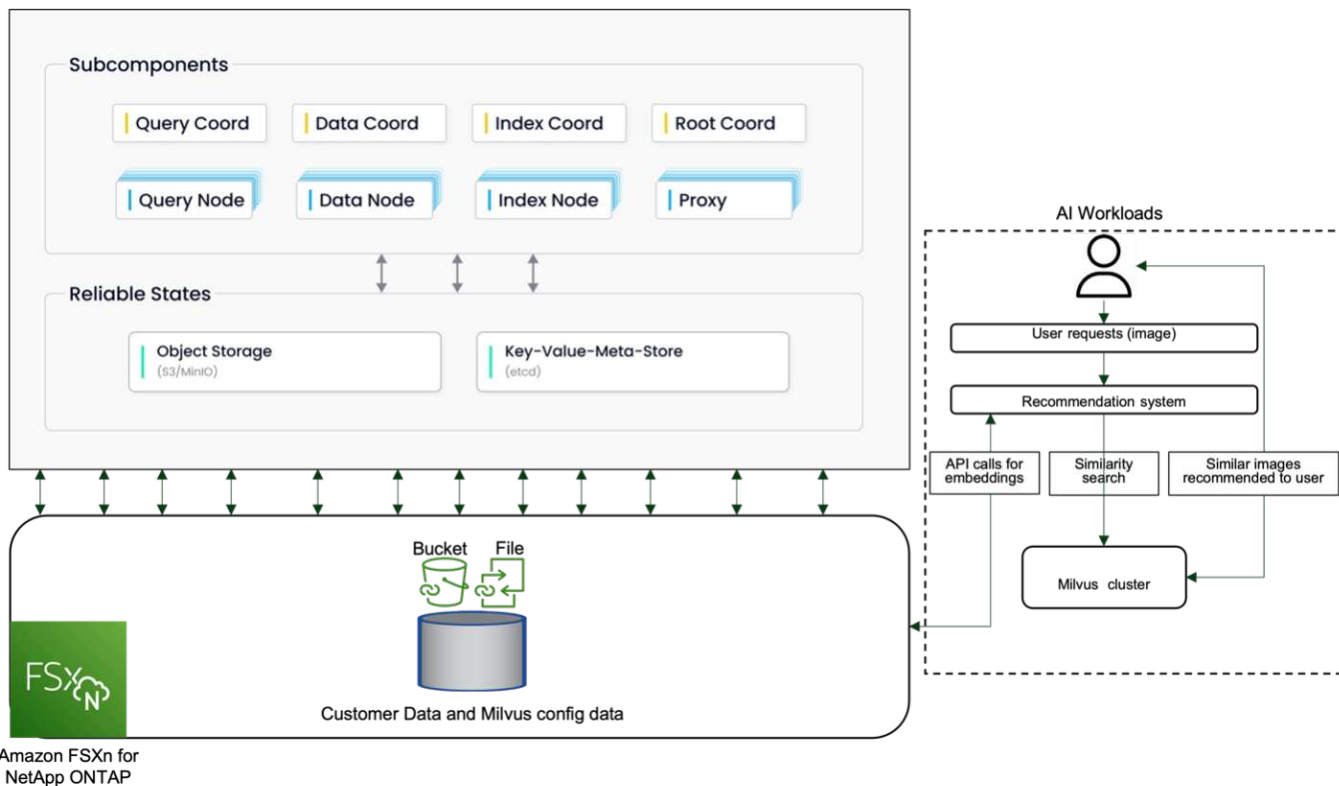 Subcomponents
Query Coord
Data Coord
Index Coord
Root Coord
Query Node
Data Node
Index Node
Proxy
Reliable States
Object Storage
(S3/MinIO)
Key-Value-Meta-Store
(etcd)
AI Workloads
User requests (image)
Recommendation system
API calls for
embeddings
Similarity
search
Similar images
recommended to user
Milvus cluster
Bucket
File
FSx
N
Customer Data and Milvus config data
Amazon FSXn for
NetApp ONTAP